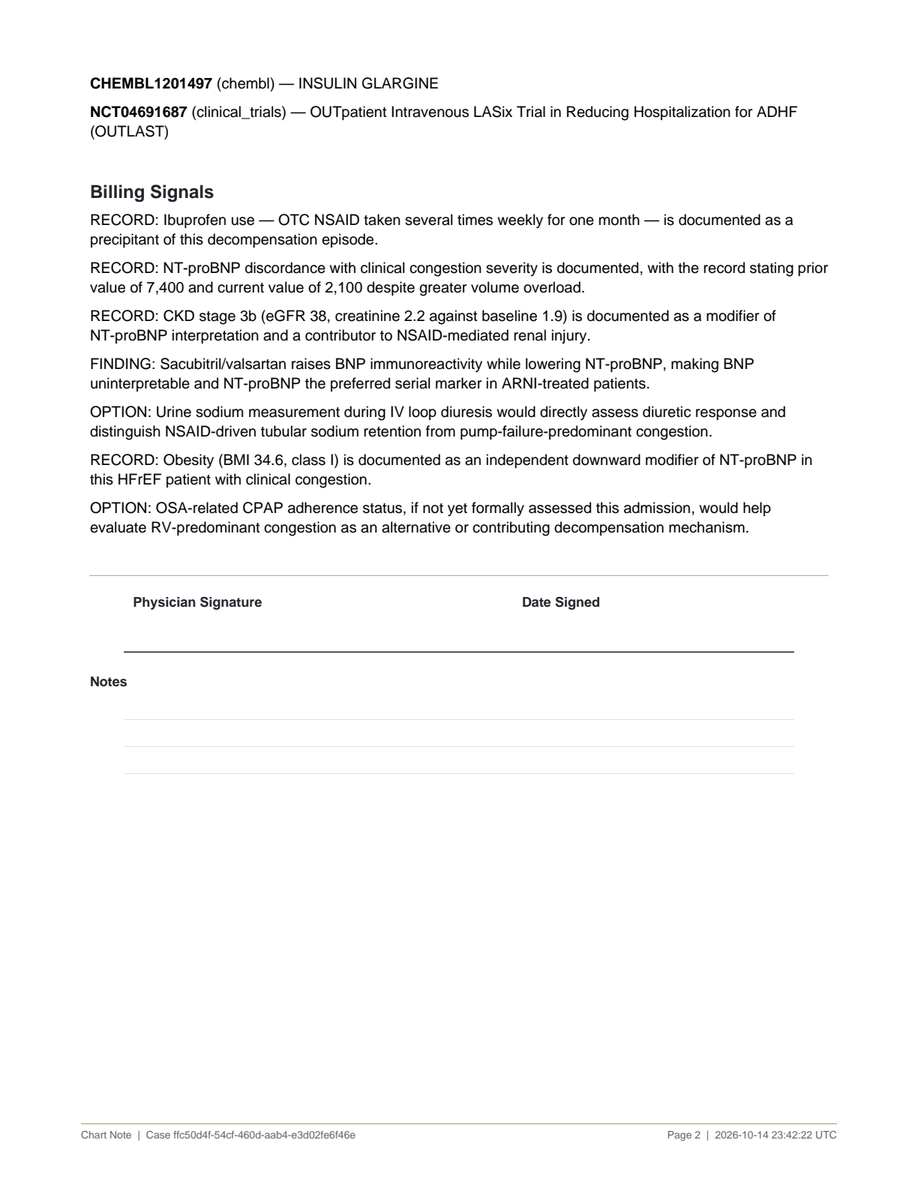 CHEMBL1201497 (chembl) — INSULIN GLARGINE
NCT04691687 (clinical_trials) — OUTpatient Intravenous LASix Trial in Reducing Hospitalization for ADHF
(OUTLAST)
Billing Signals
RECORD: Ibuprofen use — OTC NSAID taken several times weekly for one month — is documented as a
precipitant of this decompensation episode.
RECORD: NT-proBNP discordance with clinical congestion severity is documented, with the record stating prior
value of 7,400 and current value of 2,100 despite greater volume overload.
RECORD: CKD stage 3b (eGFR 38, creatinine 2.2 against baseline 1.9) is documented as a modifier of
NT-proBNP interpretation and a contributor to NSAID-mediated renal injury.
FINDING: Sacubitril/valsartan raises BNP immunoreactivity while lowering NT-proBNP, making BNP
uninterpretable and NT-proBNP the preferred serial marker in ARNI-treated patients.
OPTION: Urine sodium measurement during IV loop diuresis would directly assess diuretic response and
distinguish NSAID-driven tubular sodium retention from pump-failure-predominant congestion.
RECORD: Obesity (BMI 34.6, class I) is documented as an independent downward modifier of NT-proBNP in
this HFrEF patient with clinical congestion.
OPTION: OSA-related CPAP adherence status, if not yet formally assessed this admission, would help
evaluate RV-predominant congestion as an alternative or contributing decompensation mechanism.
Physician Signature Date Signed
Notes
Chart Note | Case ffc50d4f-54cf-460d-aab4-e3d02fe6f46e Page 2 | 2026-10-14 23:42:22 UTC